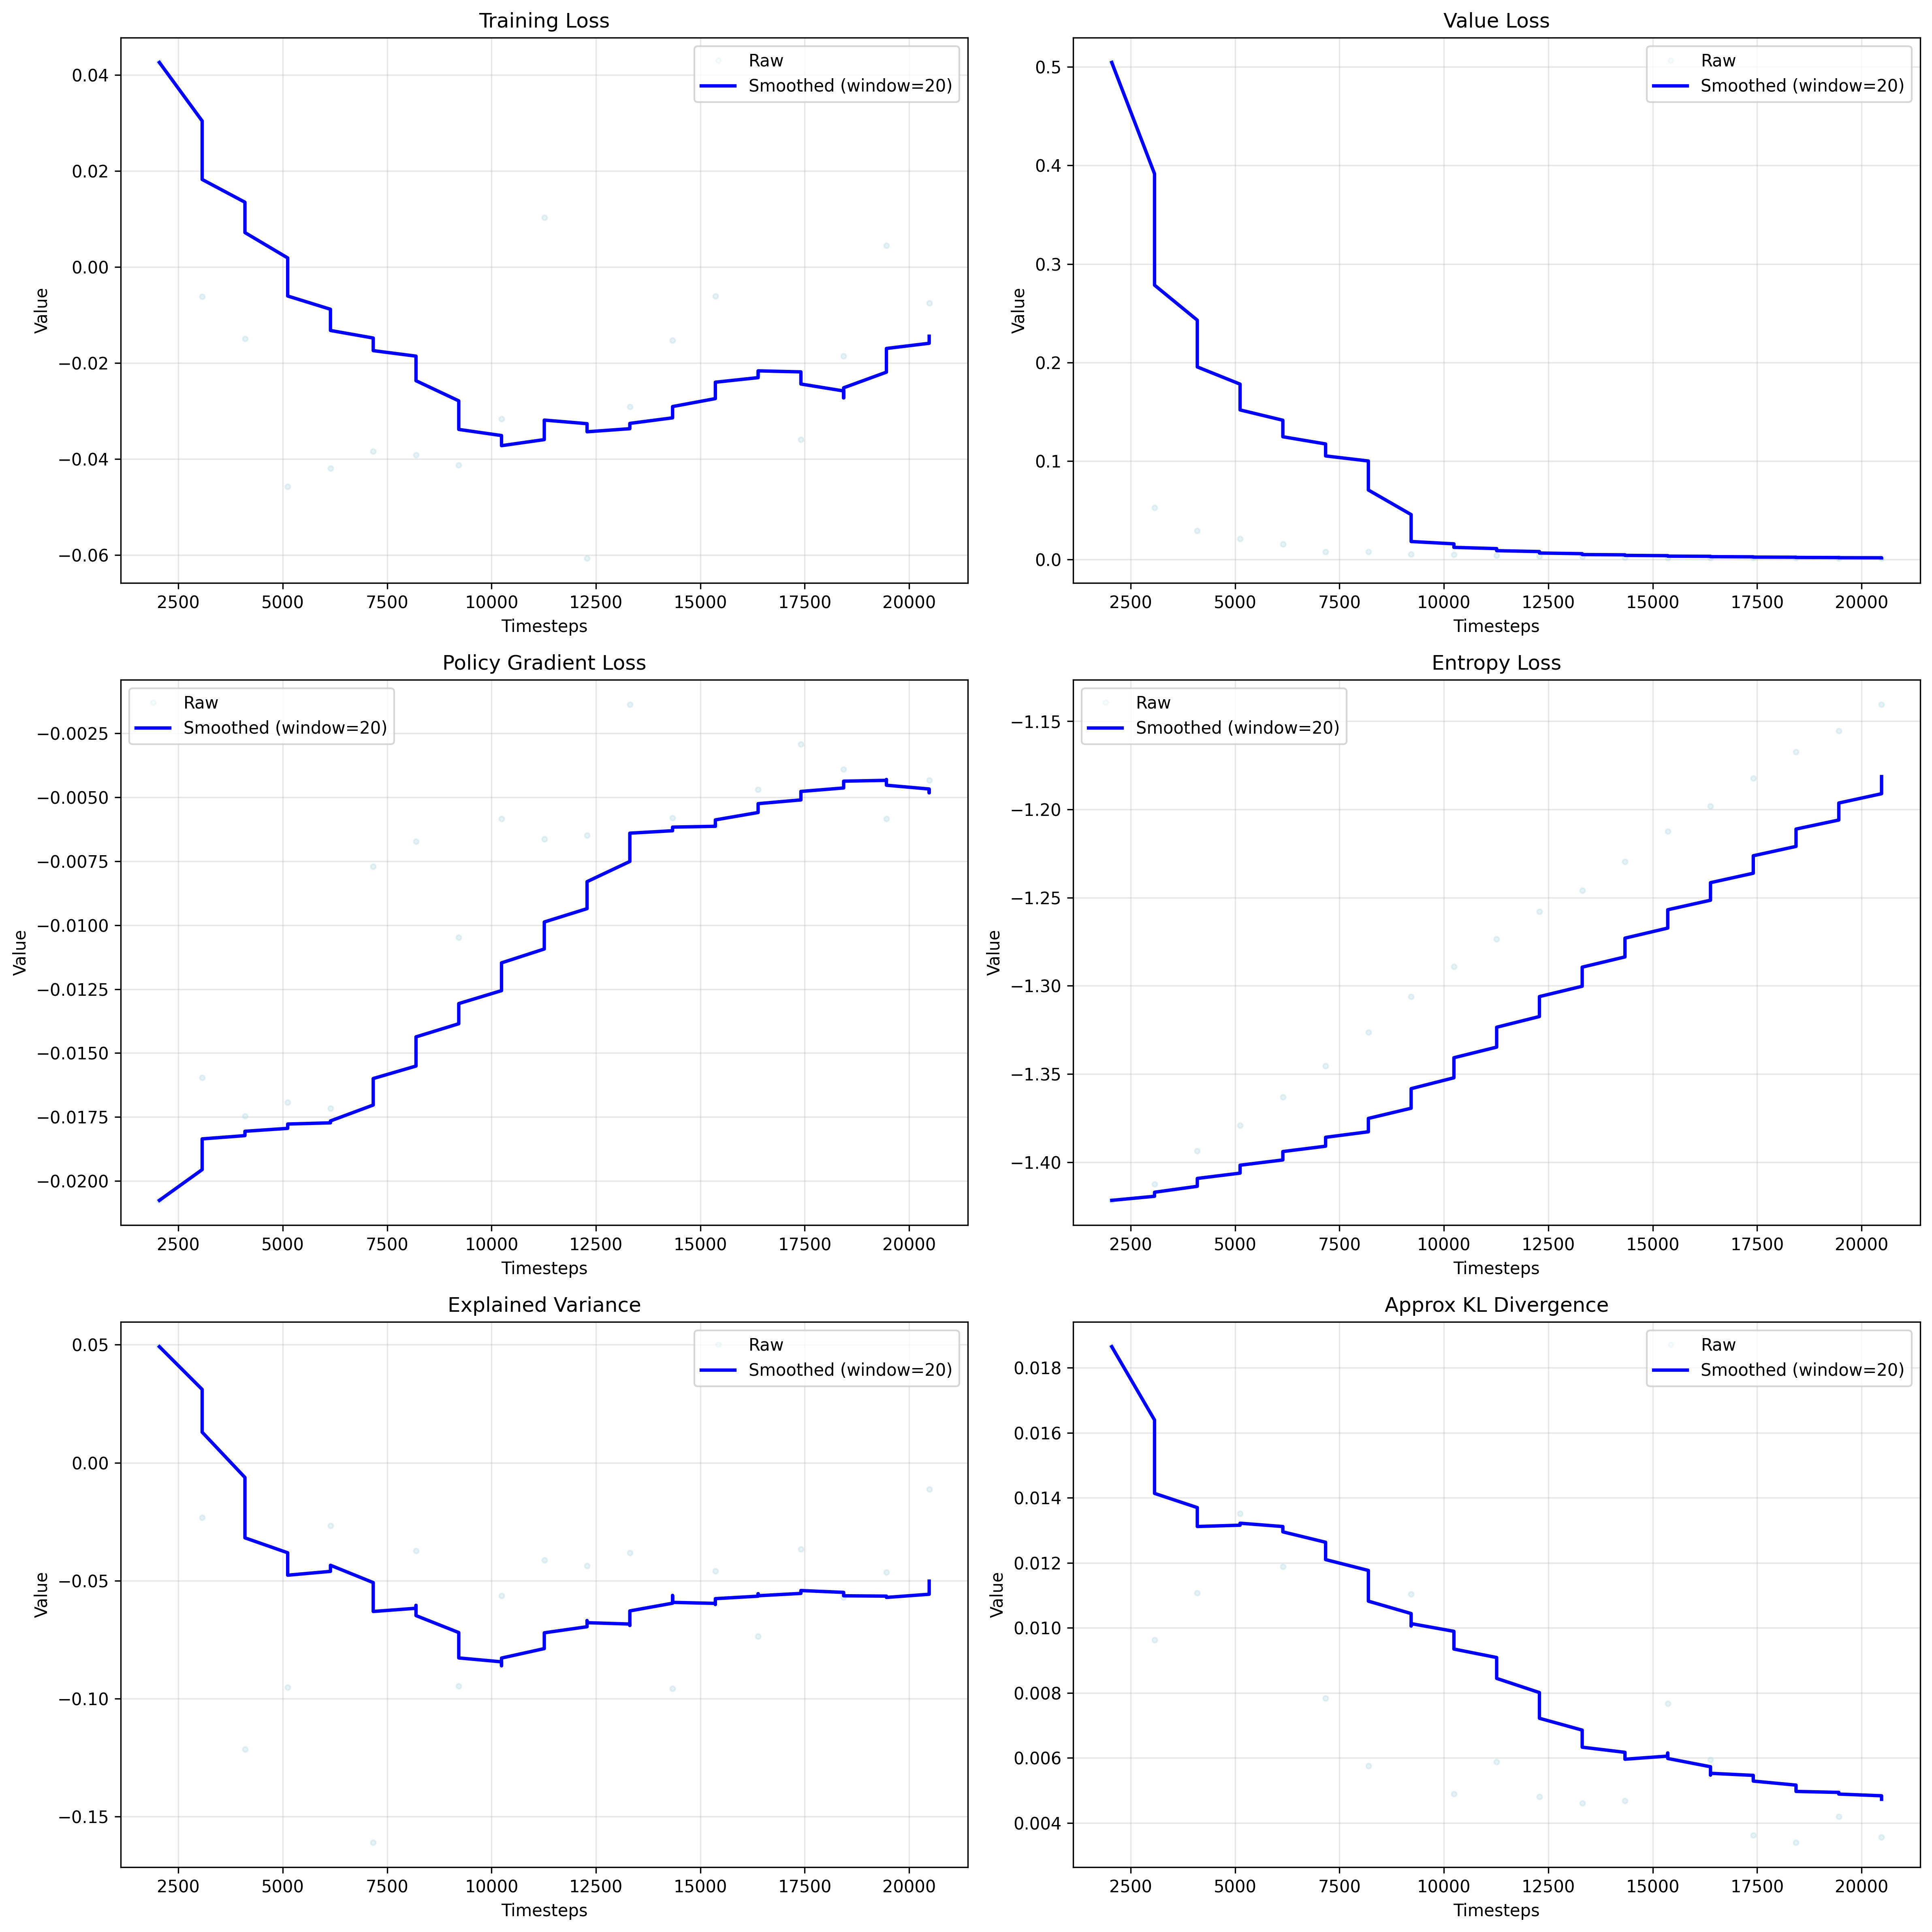 Training Loss
Raw
Smoothed (window=20)
0.04
0.02
0.00
−0.02
−0.04
−0.06
Value
2500 5000 7500 10000 12500 15000 17500 20000
Timesteps
Value Loss
Raw
Smoothed (window=20)
0.5
0.4
0.3
0.2
0.1
0.0
Value
2500 5000 7500 10000 12500 15000 17500 20000
Timesteps
Policy Gradient Loss
Raw
Smoothed (window=20)
−0.0025
−0.0050
−0.0075
−0.0100
−0.0125
−0.0150
−0.0175
−0.0200
Value
2500 5000 7500 10000 12500 15000 17500 20000
Timesteps
Entropy Loss
Raw
Smoothed (window=20)
−1.15
−1.20
−1.25
−1.30
−1.35
−1.40
Value
2500 5000 7500 10000 12500 15000 17500 20000
Timesteps
Explained Variance
Raw
Smoothed (window=20)
0.05
0.00
−0.05
−0.10
−0.15
Value
2500 5000 7500 10000 12500 15000 17500 20000
Timesteps
Approx KL Divergence
Raw
Smoothed (window=20)
0.018
0.016
0.014
0.012
0.010
0.008
0.006
0.004
Value
2500 5000 7500 10000 12500 15000 17500 20000
Timesteps